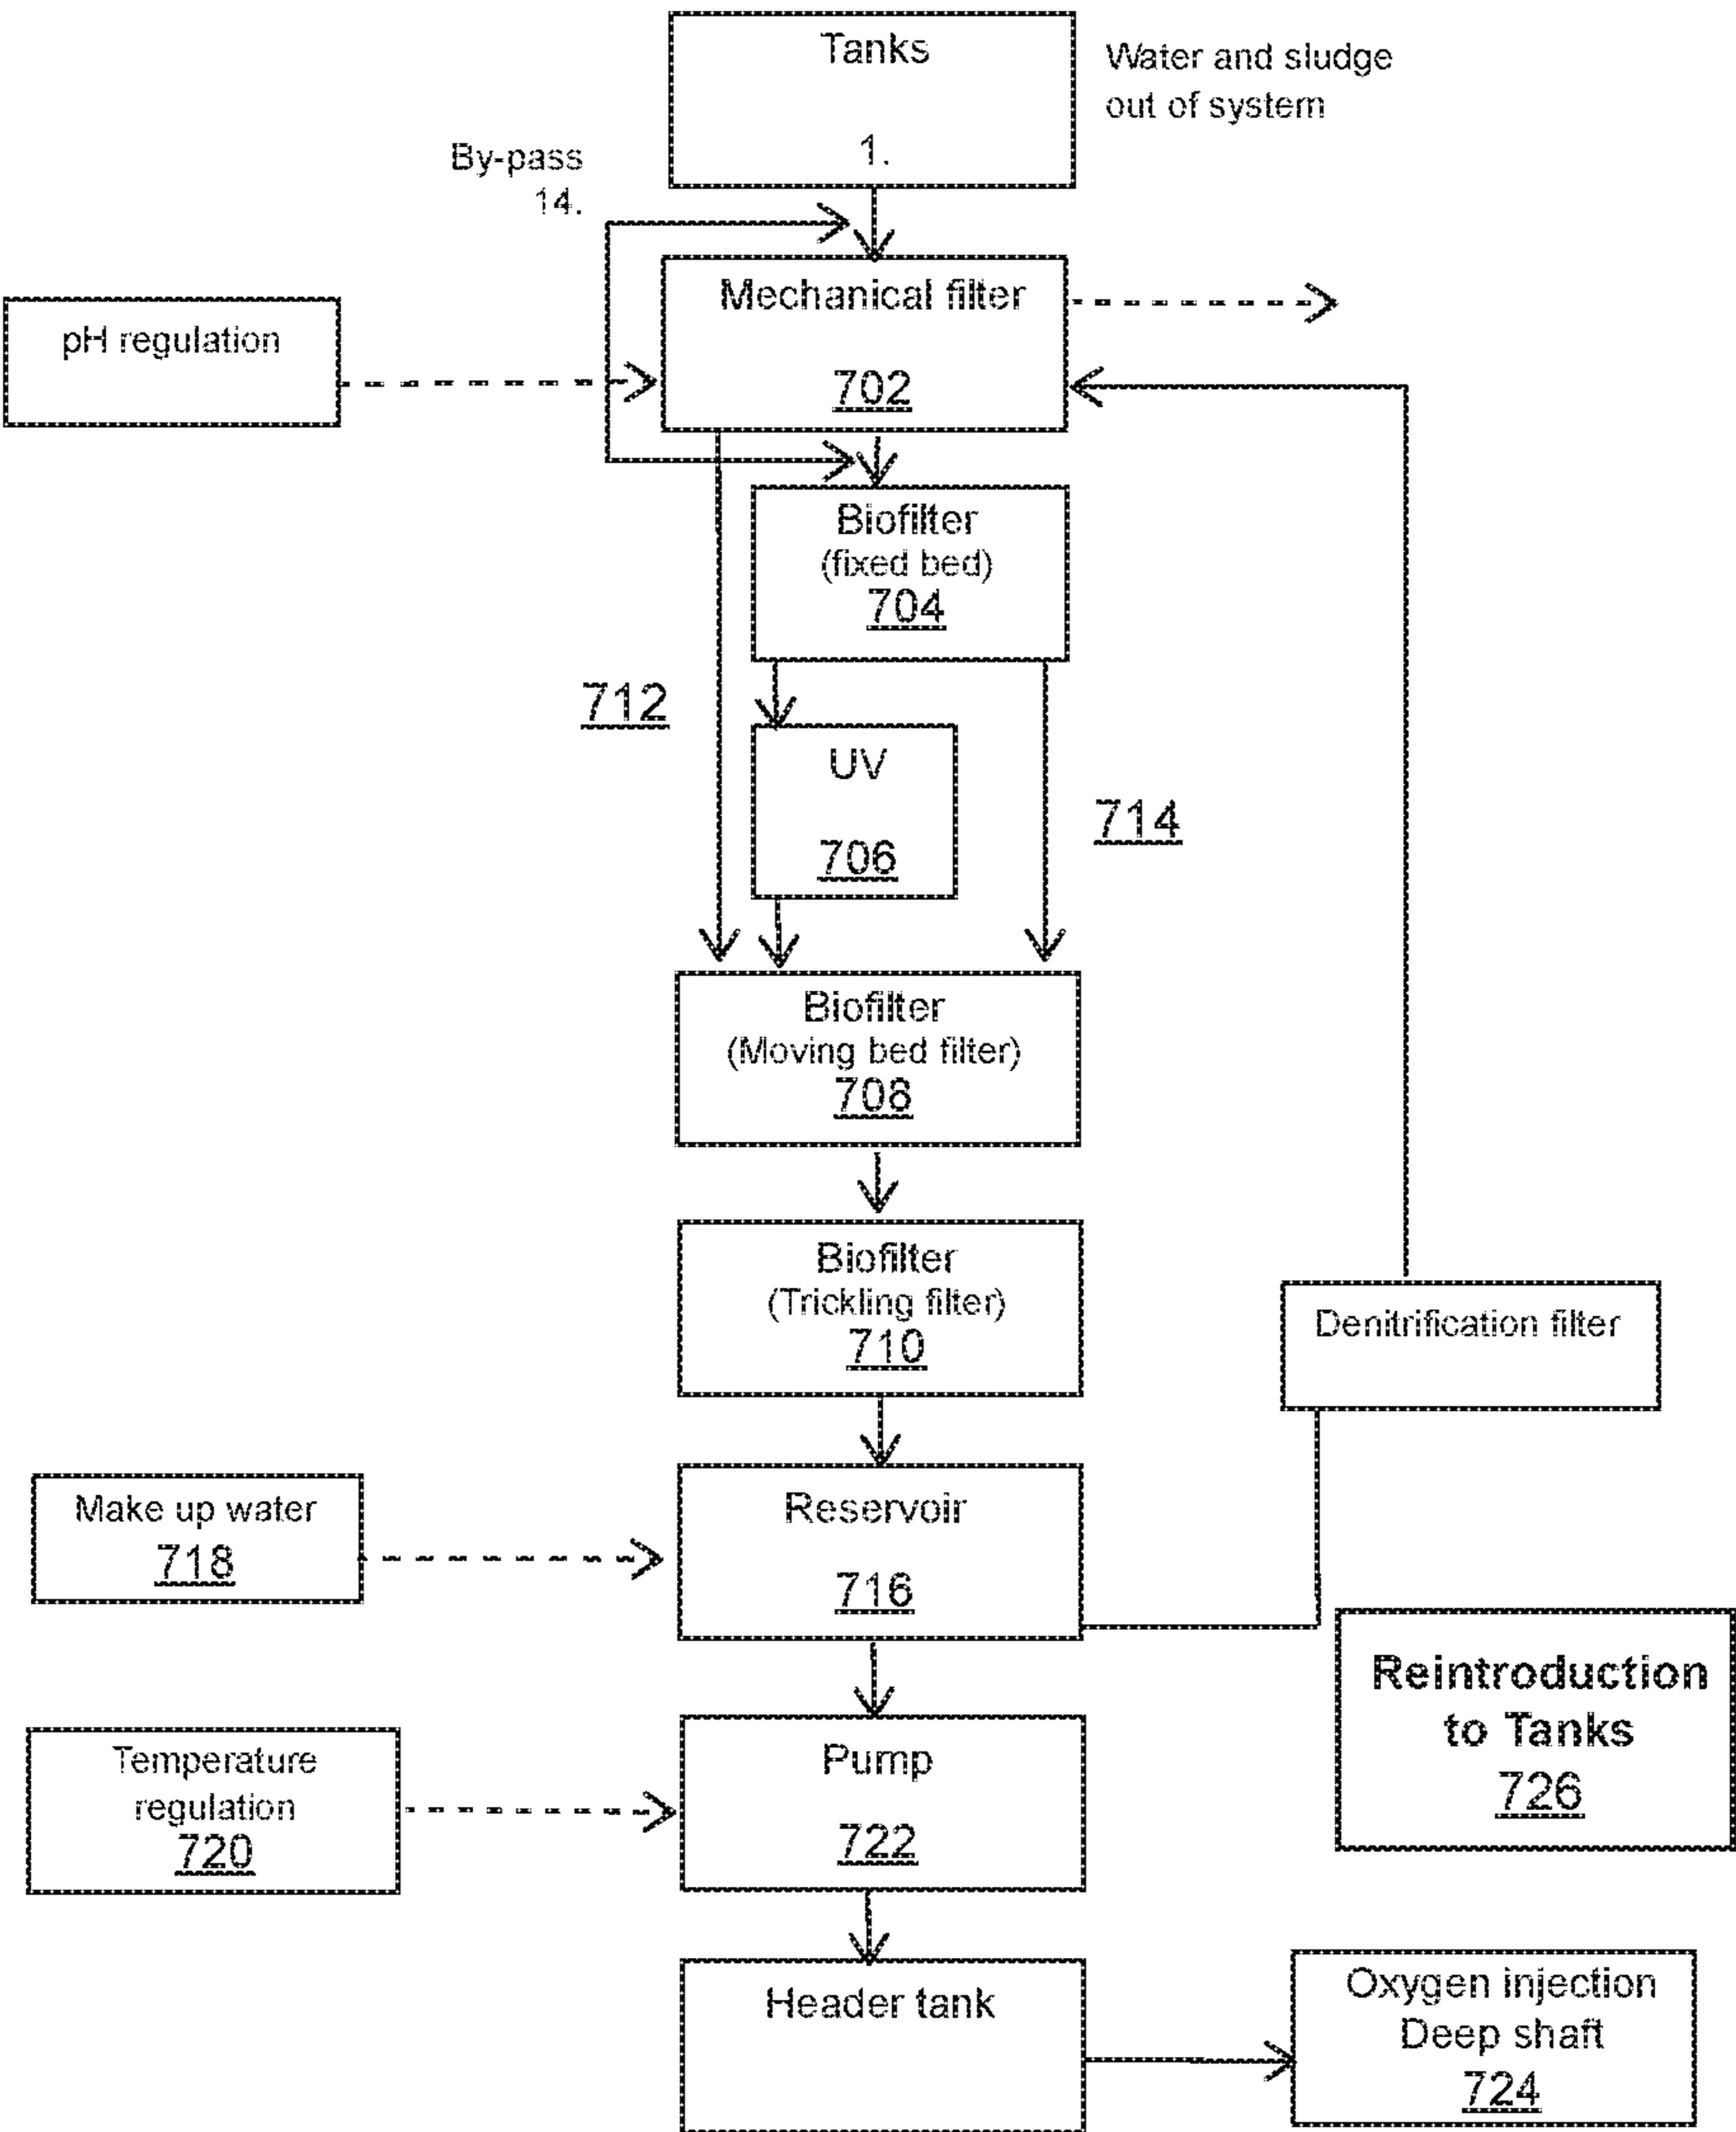 Tanks
1.
Water and sludge
out of system
By-pass
14.
Mechanical filter
702
pH regulation
Biofilter
(fixed bed)
704
712
UV
706
714
Biofilter
(Moving bed filter)
708
Biofilter
(Trickling filter)
710
Denitrification filter
Make up water
718
Reservoir
716
Reintroduction
to Tanks
726
Temperature
regulation
720
Pump
722
Header tank
Oxygen injection
Deep shaft
724